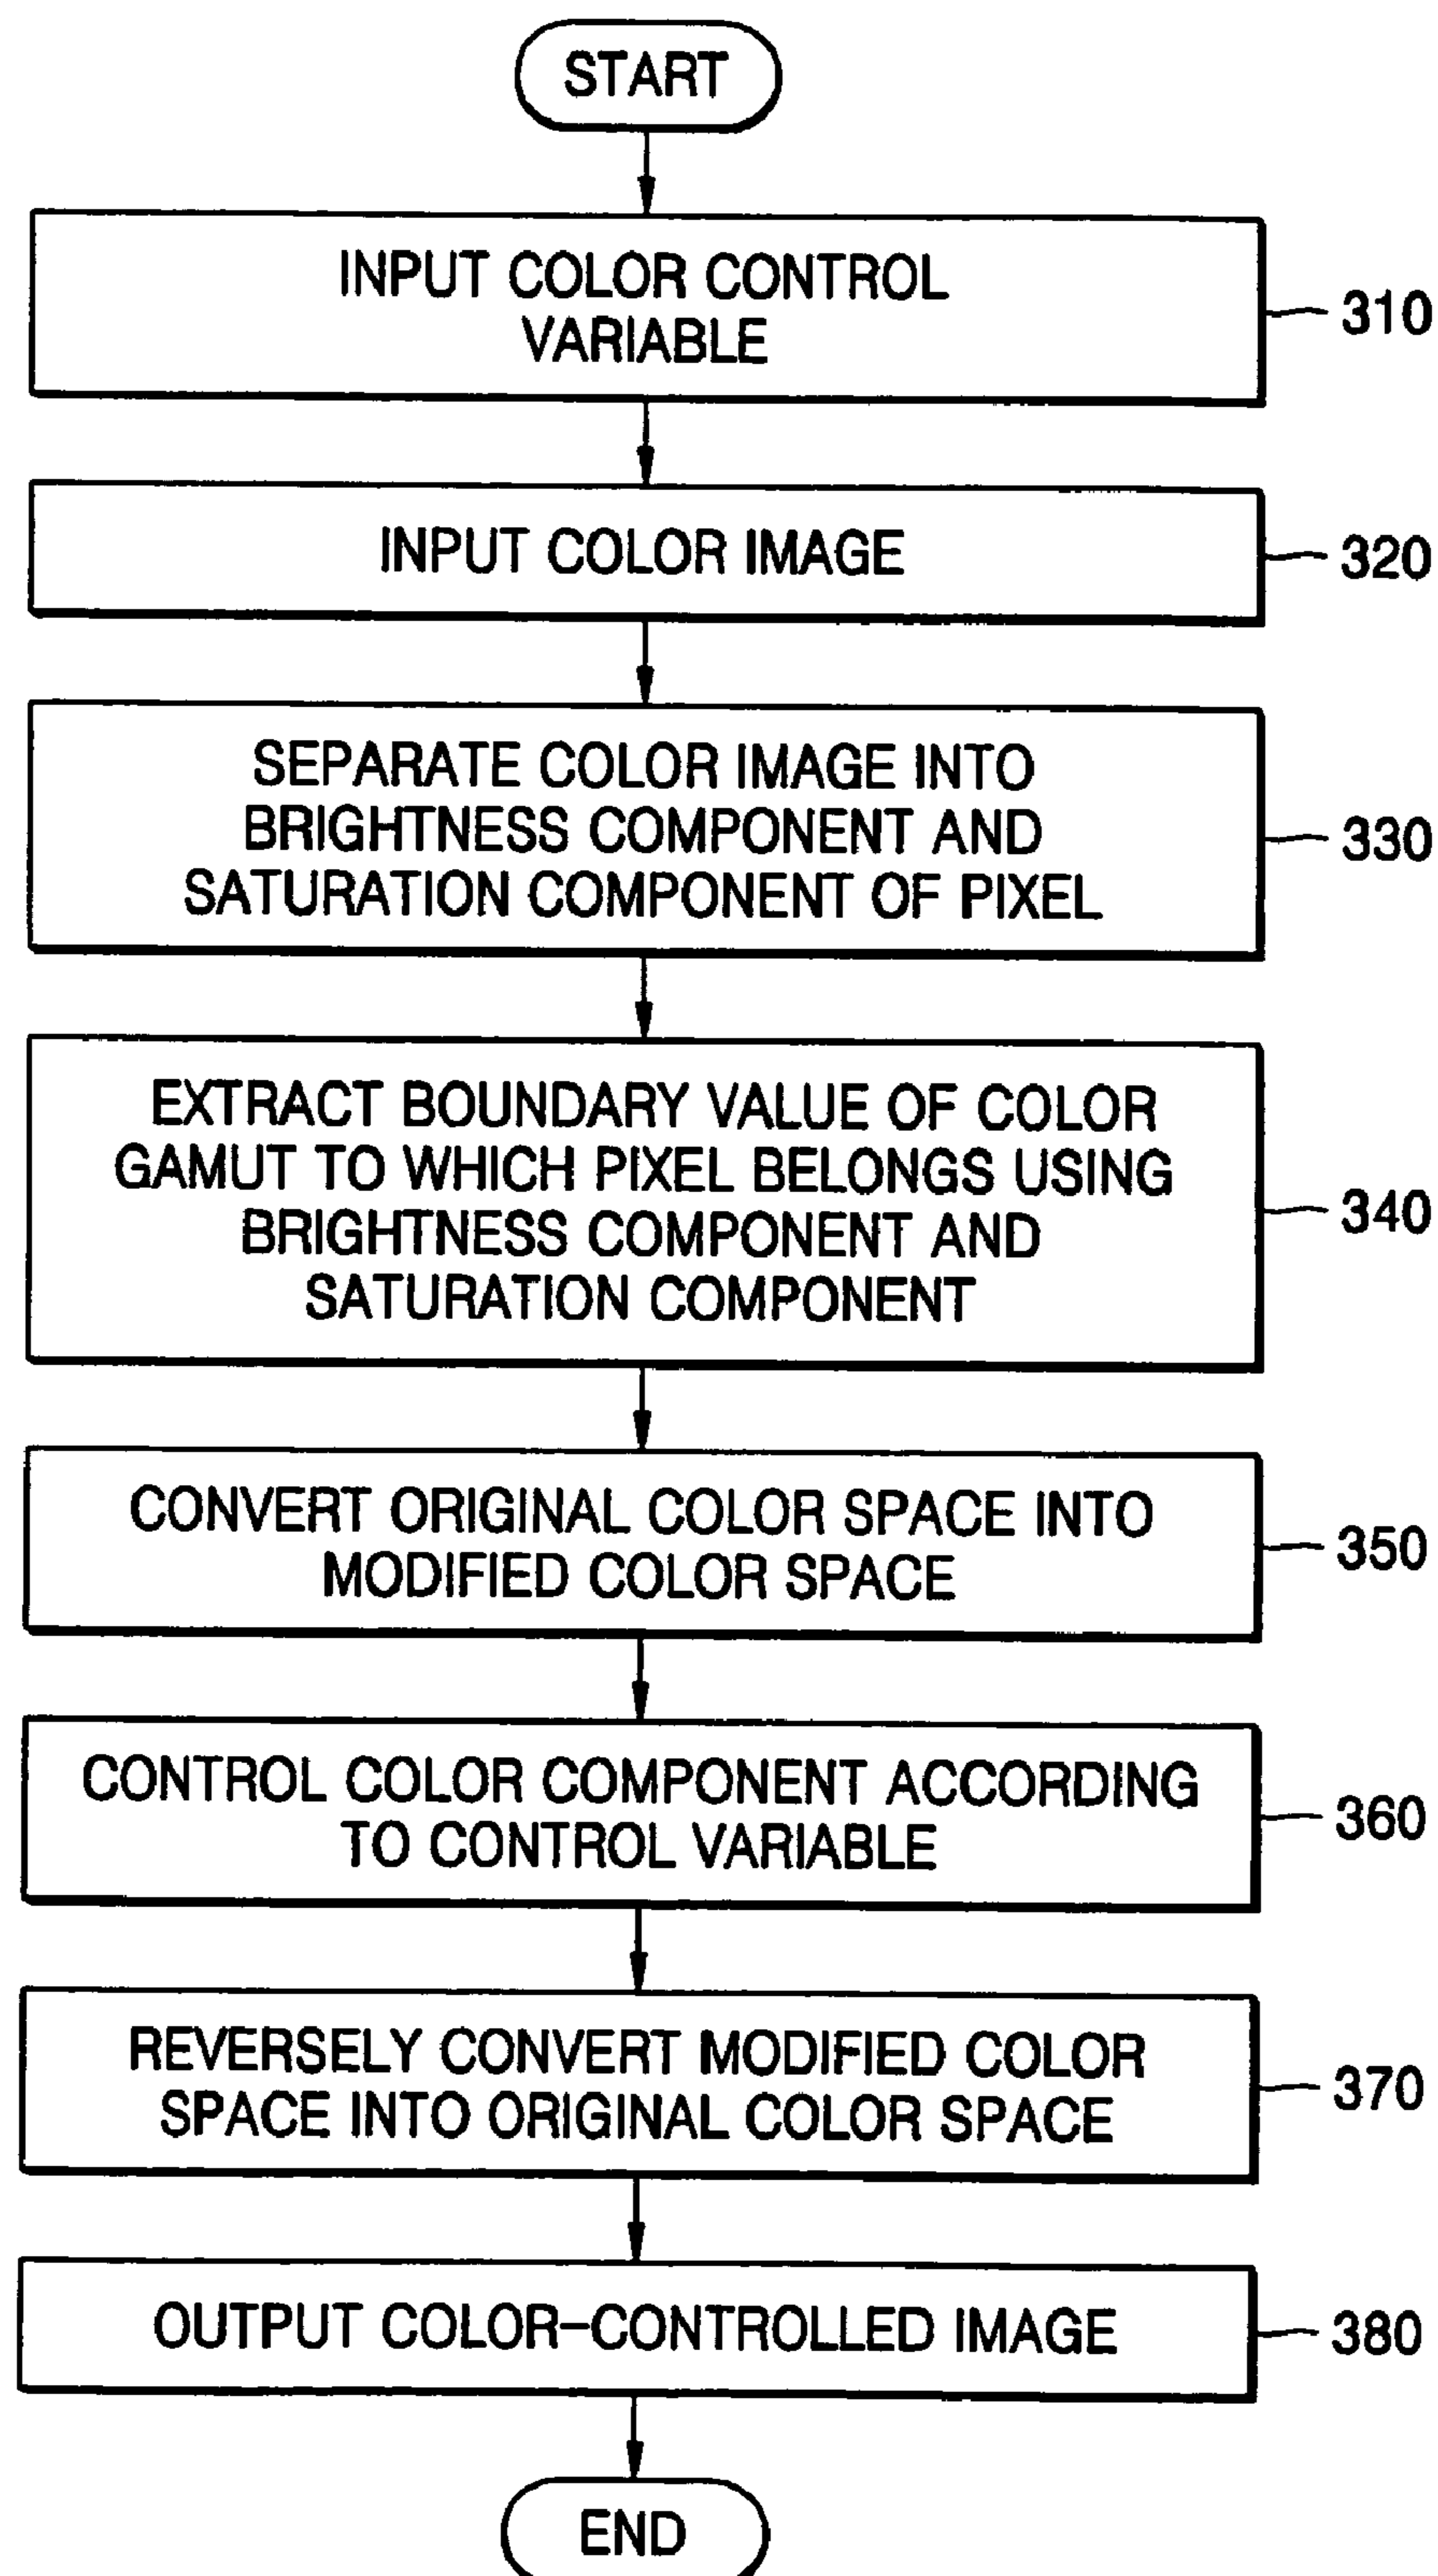 START
INPUT COLOR CONTROL
VARIABLE
310
INPUT COLOR IMAGE
320
SEPARATE COLOR IMAGE INTO
BRIGHTNESS COMPONENT AND
SATURATION COMPONENT OF PIXEL
330
EXTRACT BOUNDARY VALUE OF COLOR
GAMUT TO WHICH PIXEL BELONGS USING
BRIGHTNESS COMPONENT AND
SATURATION COMPONENT
340
CONVERT ORIGINAL COLOR SPACE INTO
MODIFIED COLOR SPACE
350
CONTROL COLOR COMPONENT ACCORDING
TO CONTROL VARIABLE
360
REVERSELY CONVERT MODIFIED COLOR
SPACE INTO ORIGINAL COLOR SPACE
370
OUTPUT COLOR-CONTROLLED IMAGE
380
END